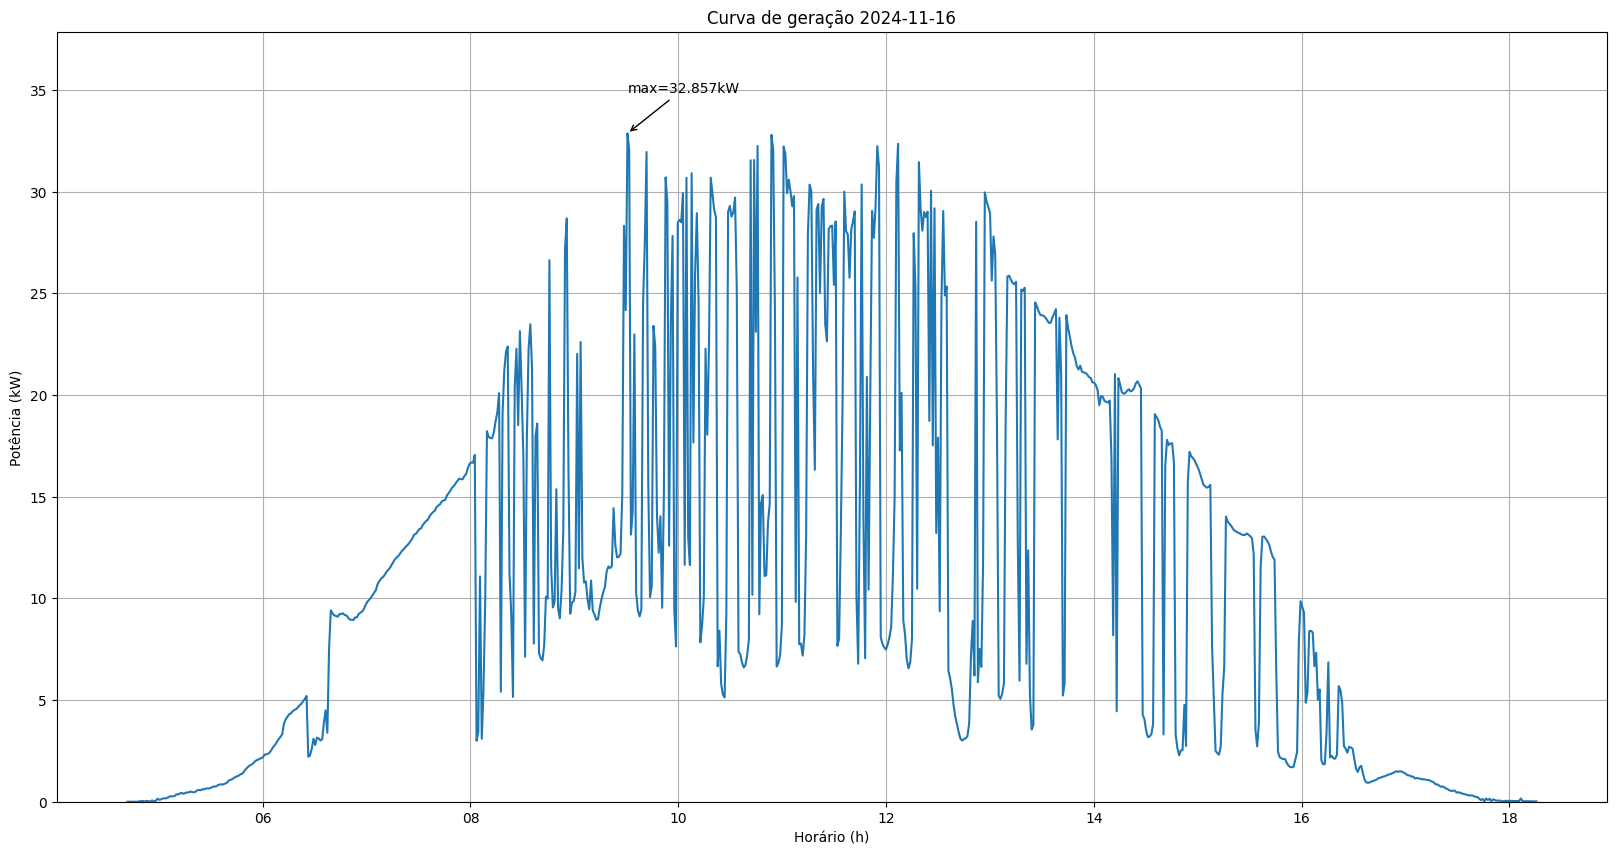 Curva de geração 2024-11-16
max=32.857kW
35
30
25
20
15
10
5
0
Potência (kW)
06 08 10 12 14 16 18
Horário (h)